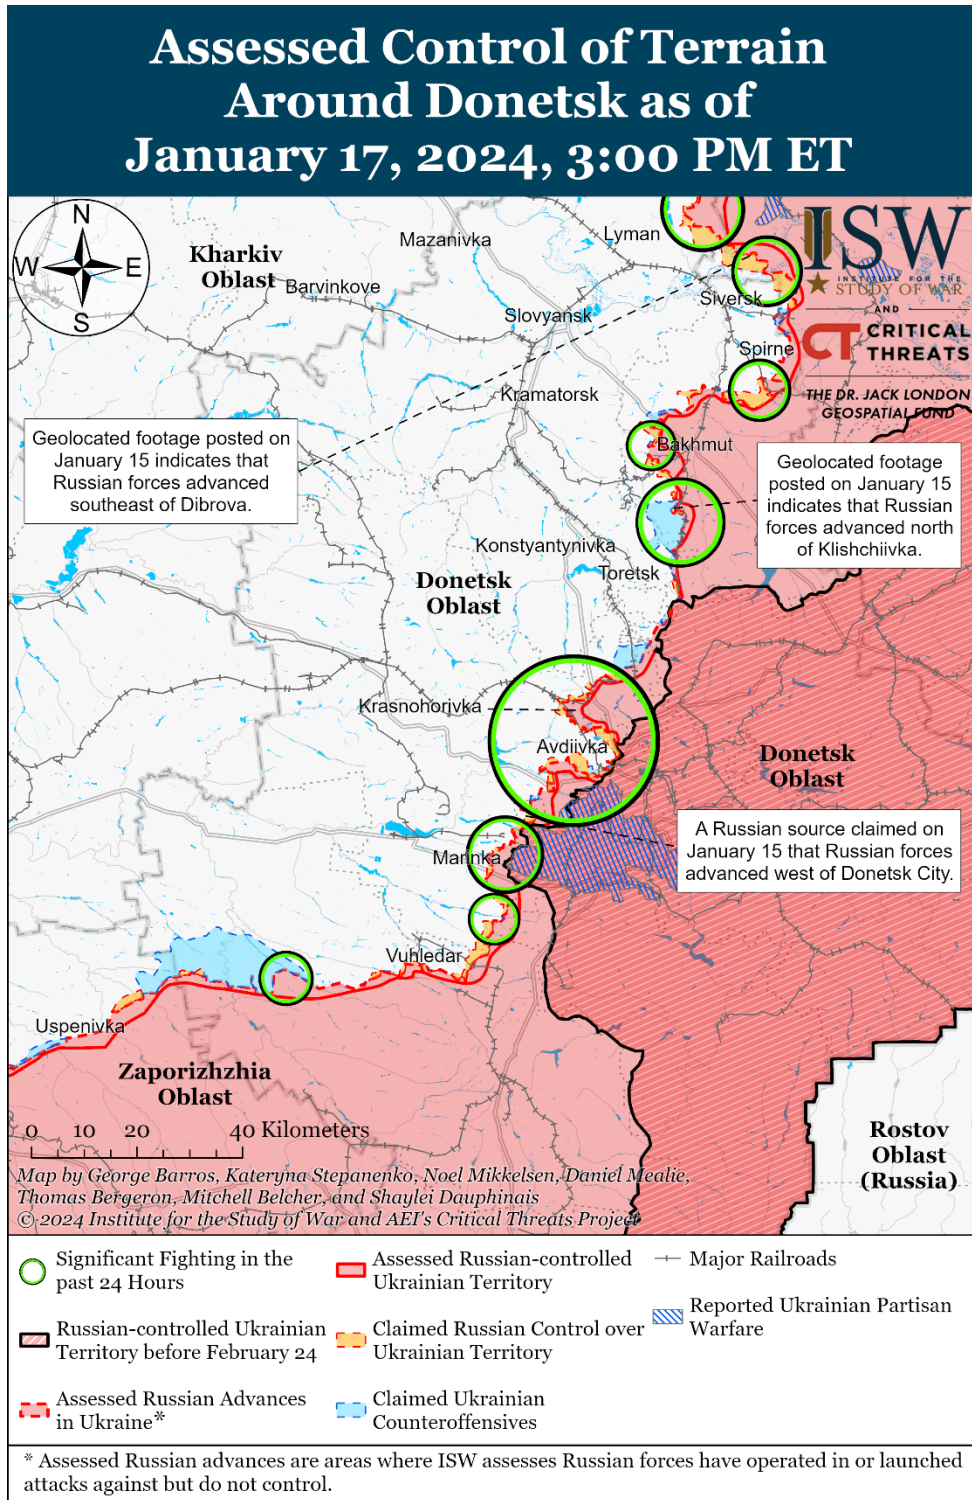 Assessed Control of Terrain
Around Donetsk as of
January 17, 2024, 3:00 PM ET
N
W
E
S
Kharkiv
Oblast
Mazanivka
Barvinkove
Lyman
Slovyansk
Siversk
Spirne
Kramatorsk
ISW
INSTITUTE FOR THE
STUDY OF WAR
AND
CT CRITICAL
THREATS
THE DR. JACK LONDON
GEOSPATIAL FUND
Geolocated footage posted on
January 15 indicates that
Russian forces advanced
southeast of Dibrova.
Bakhmut
Geolocated footage
posted on January 15
indicates that Russian
forces advanced north
of Klishchiivka.
Konstyantynivka
Toretsk
Donetsk
Oblast
Krasnohorivka
Avdiivka
Donetsk
Oblast
A Russian source claimed on
January 15 that Russian forces
advanced west of Donetsk City.
Marinka
Vuhledar
Uspenivka
Zaporizhzhia
Oblast
Rostov
Oblast
(Russia)
0 10 20 40 Kilometers
Map by George Barros, Kateryna Stepanenko, Noel Mikkelsen, Daniel Mealie,
Thomas Bergeron, Mitchell Belcher, and Shaylei Dauphinais
© 2024 Institute for the Study of War and AEI's Critical Threats Project
Significant Fighting in the
past 24 Hours
Russian-controlled Ukrainian
Territory before February 24
Assessed Russian Advances
in Ukraine*
Assessed Russian-controlled
Ukrainian Territory
Claimed Russian Control over
Ukrainian Territory
Claimed Ukrainian
Counteroffensives
Major Railroads
Reported Ukrainian Partisan
Warfare
* Assessed Russian advances are areas where ISW assesses Russian forces have operated in or launched
attacks against but do not control.